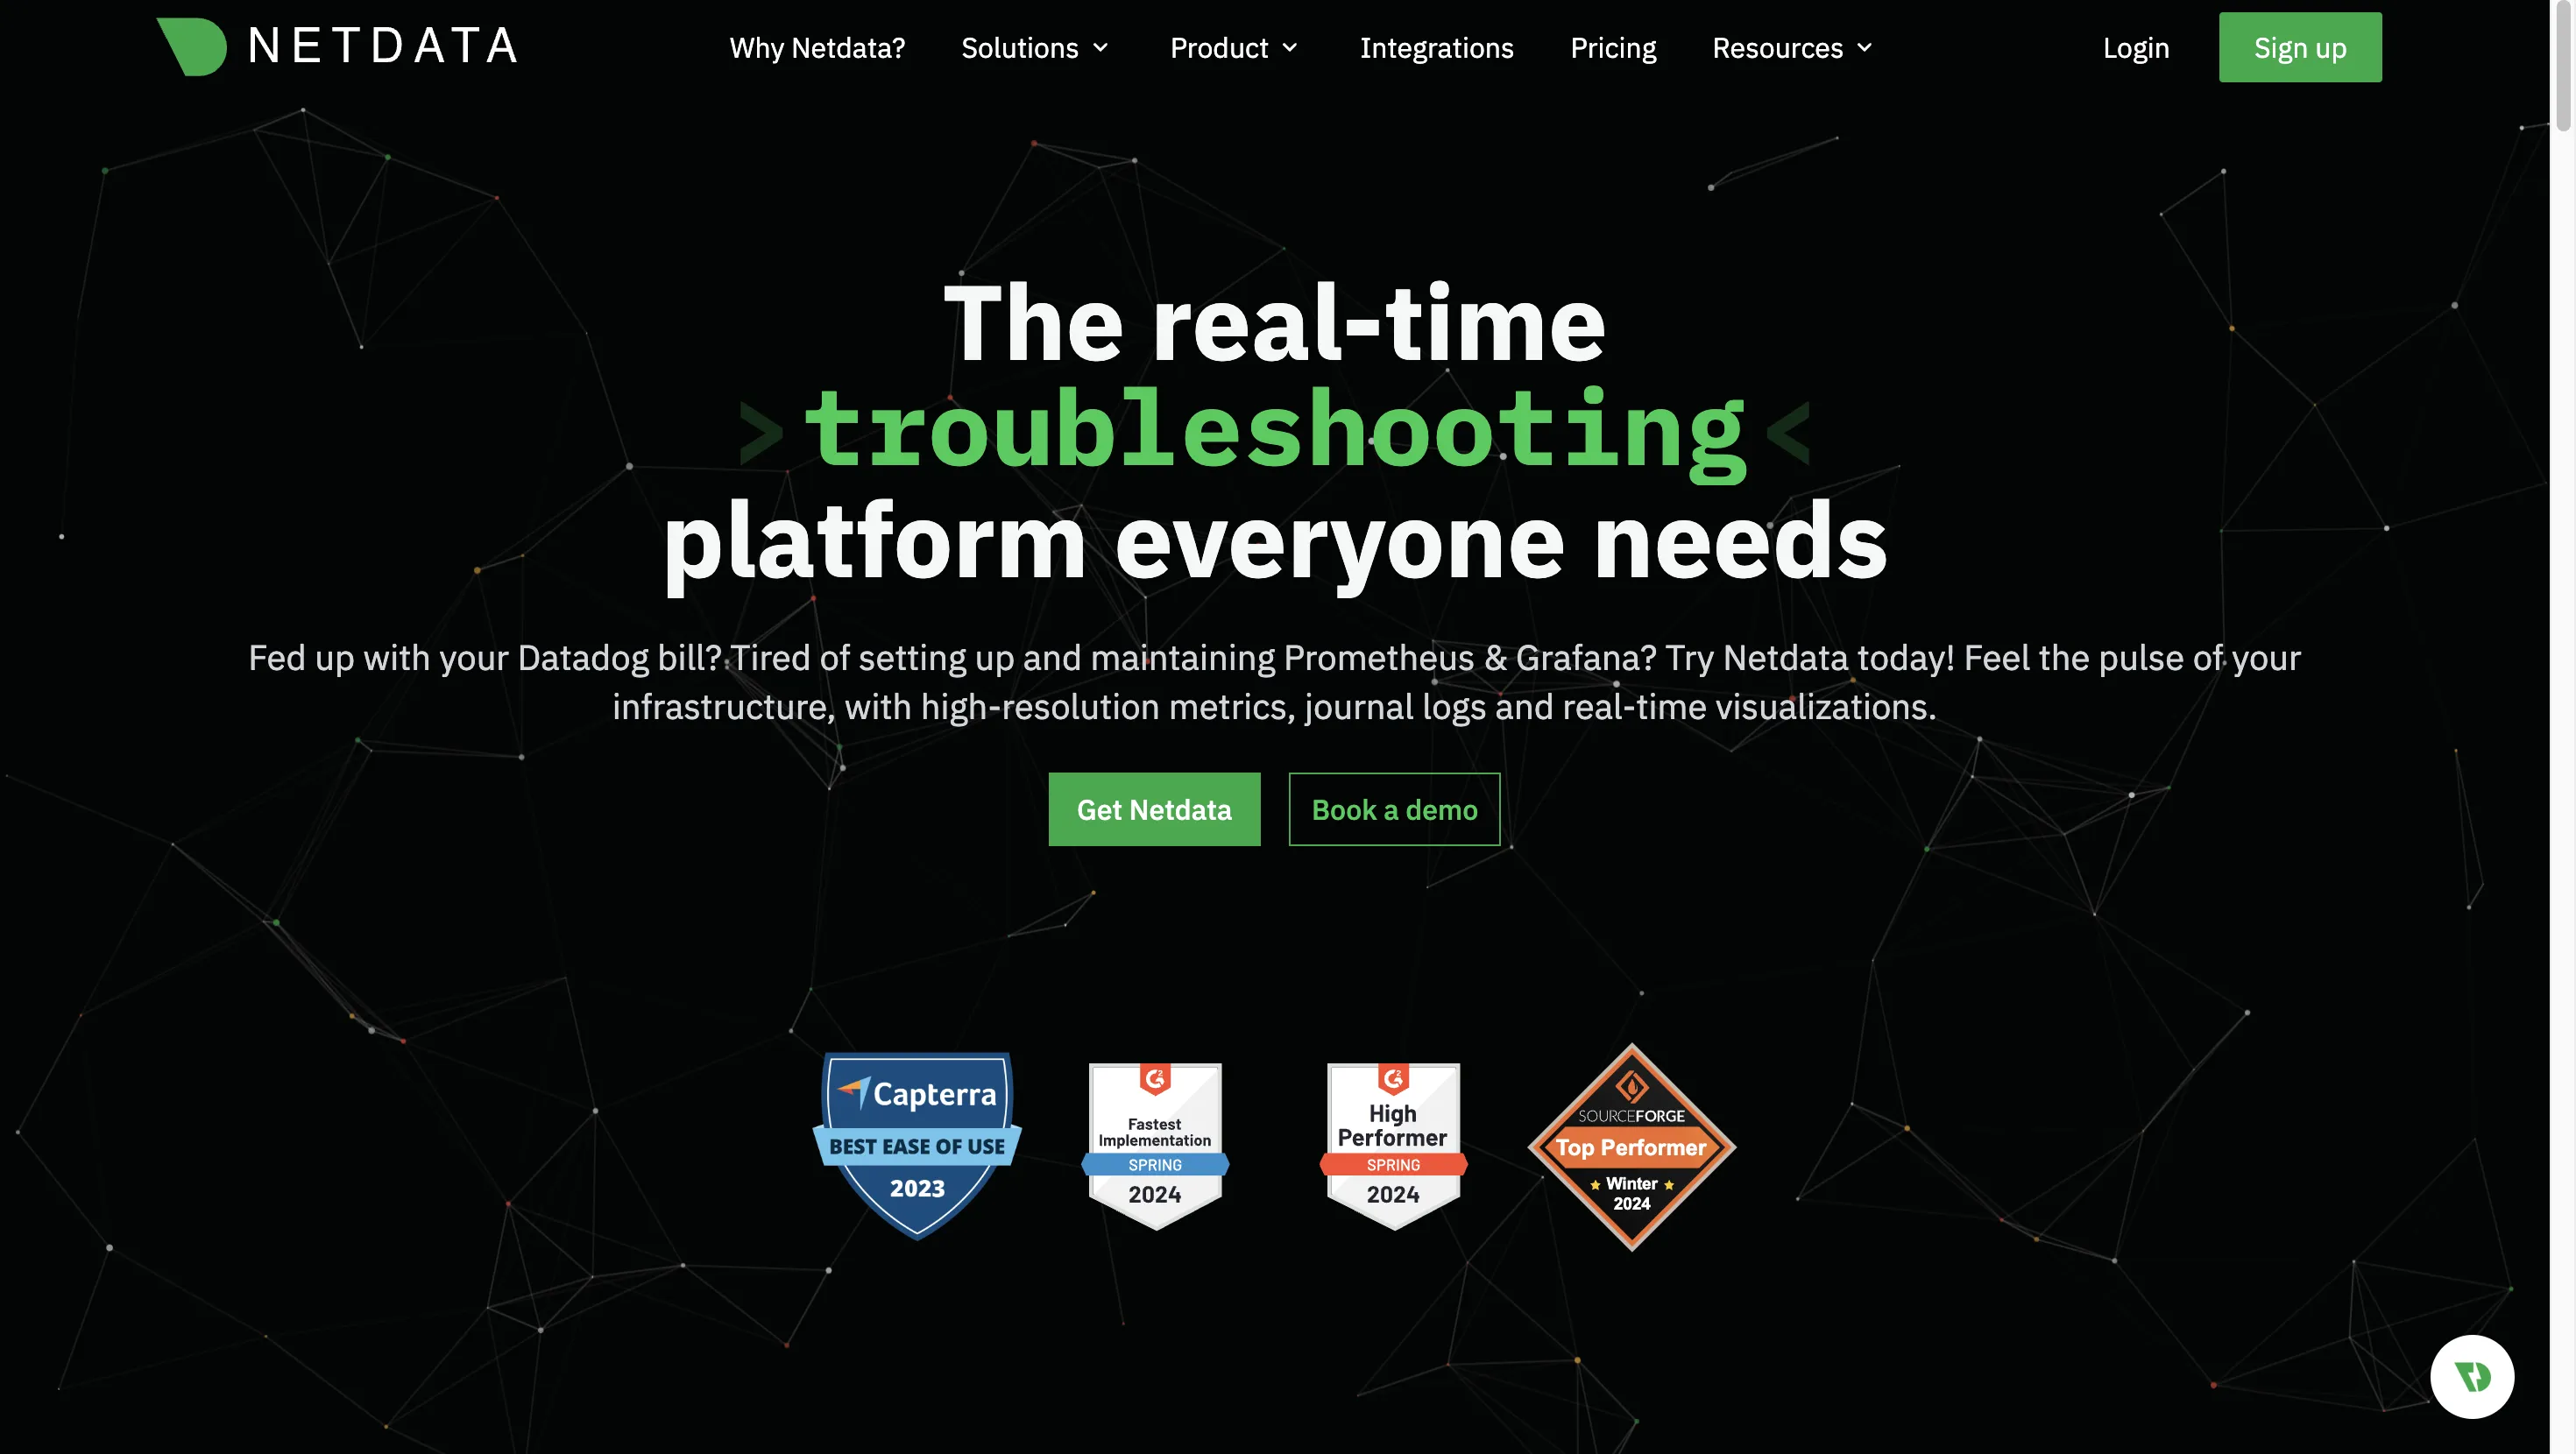 NETDATA
Why Netdata?
Solutions
Product
Integrations
Pricing
Resources
Login
Sign up
The real-time
>troubleshooting<
platform everyone needs
Fed up with your Datadog bill? Tired of setting up and maintaining Prometheus & Grafana? Try Netdata today! Feel the pulse of your
infrastructure, with high-resolution metrics, journal logs and real-time visualizations.
Get Netdata
Book a demo
Capterra
BEST EASE OF USE
2023
G2
Fastest
Implementation
SPRING
2024
G2
High
Performer
SPRING
2024
SOURCEFORGE
Top Performer
Winter
2024